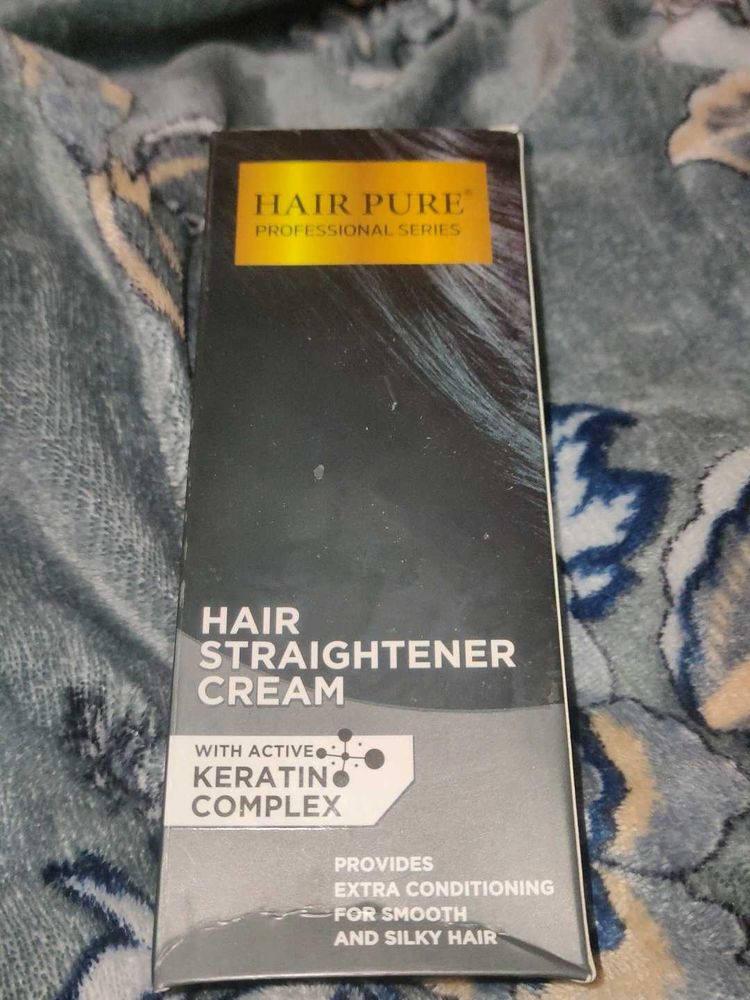 HAIR PURE®
PROFESSIONAL SERIES
HAIR
STRAIGHTENER
CREAM
WITH ACTIVE
KERATIN
COMPLEX
PROVIDES
EXTRA CONDITIONING
FOR SMOOTH
AND SILKY HAIR